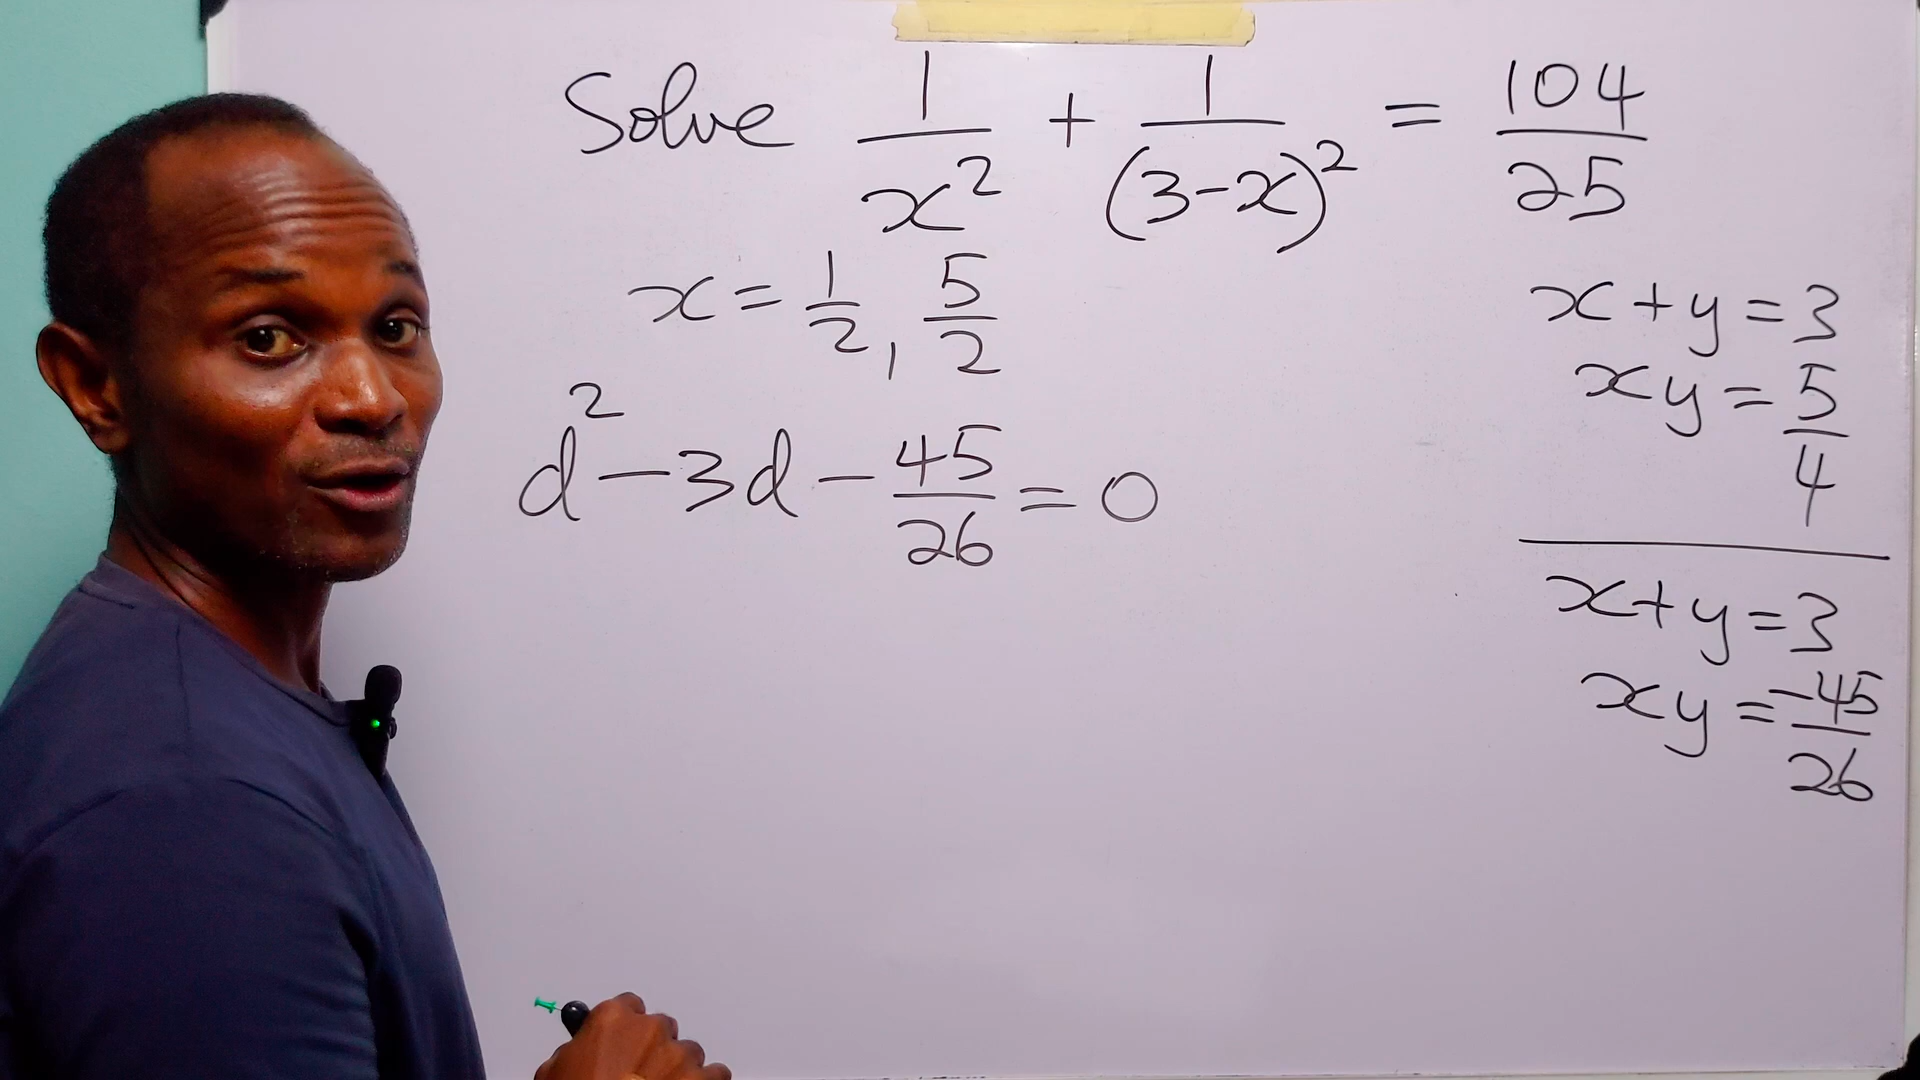 Solve 1/x² + 1/(3-x)² = 104/25
x = 1/2, 5/2
d² - 3d - 45/26 = 0
x + y = 3
xy = 5/4
x + y = 3
xy = -45/26